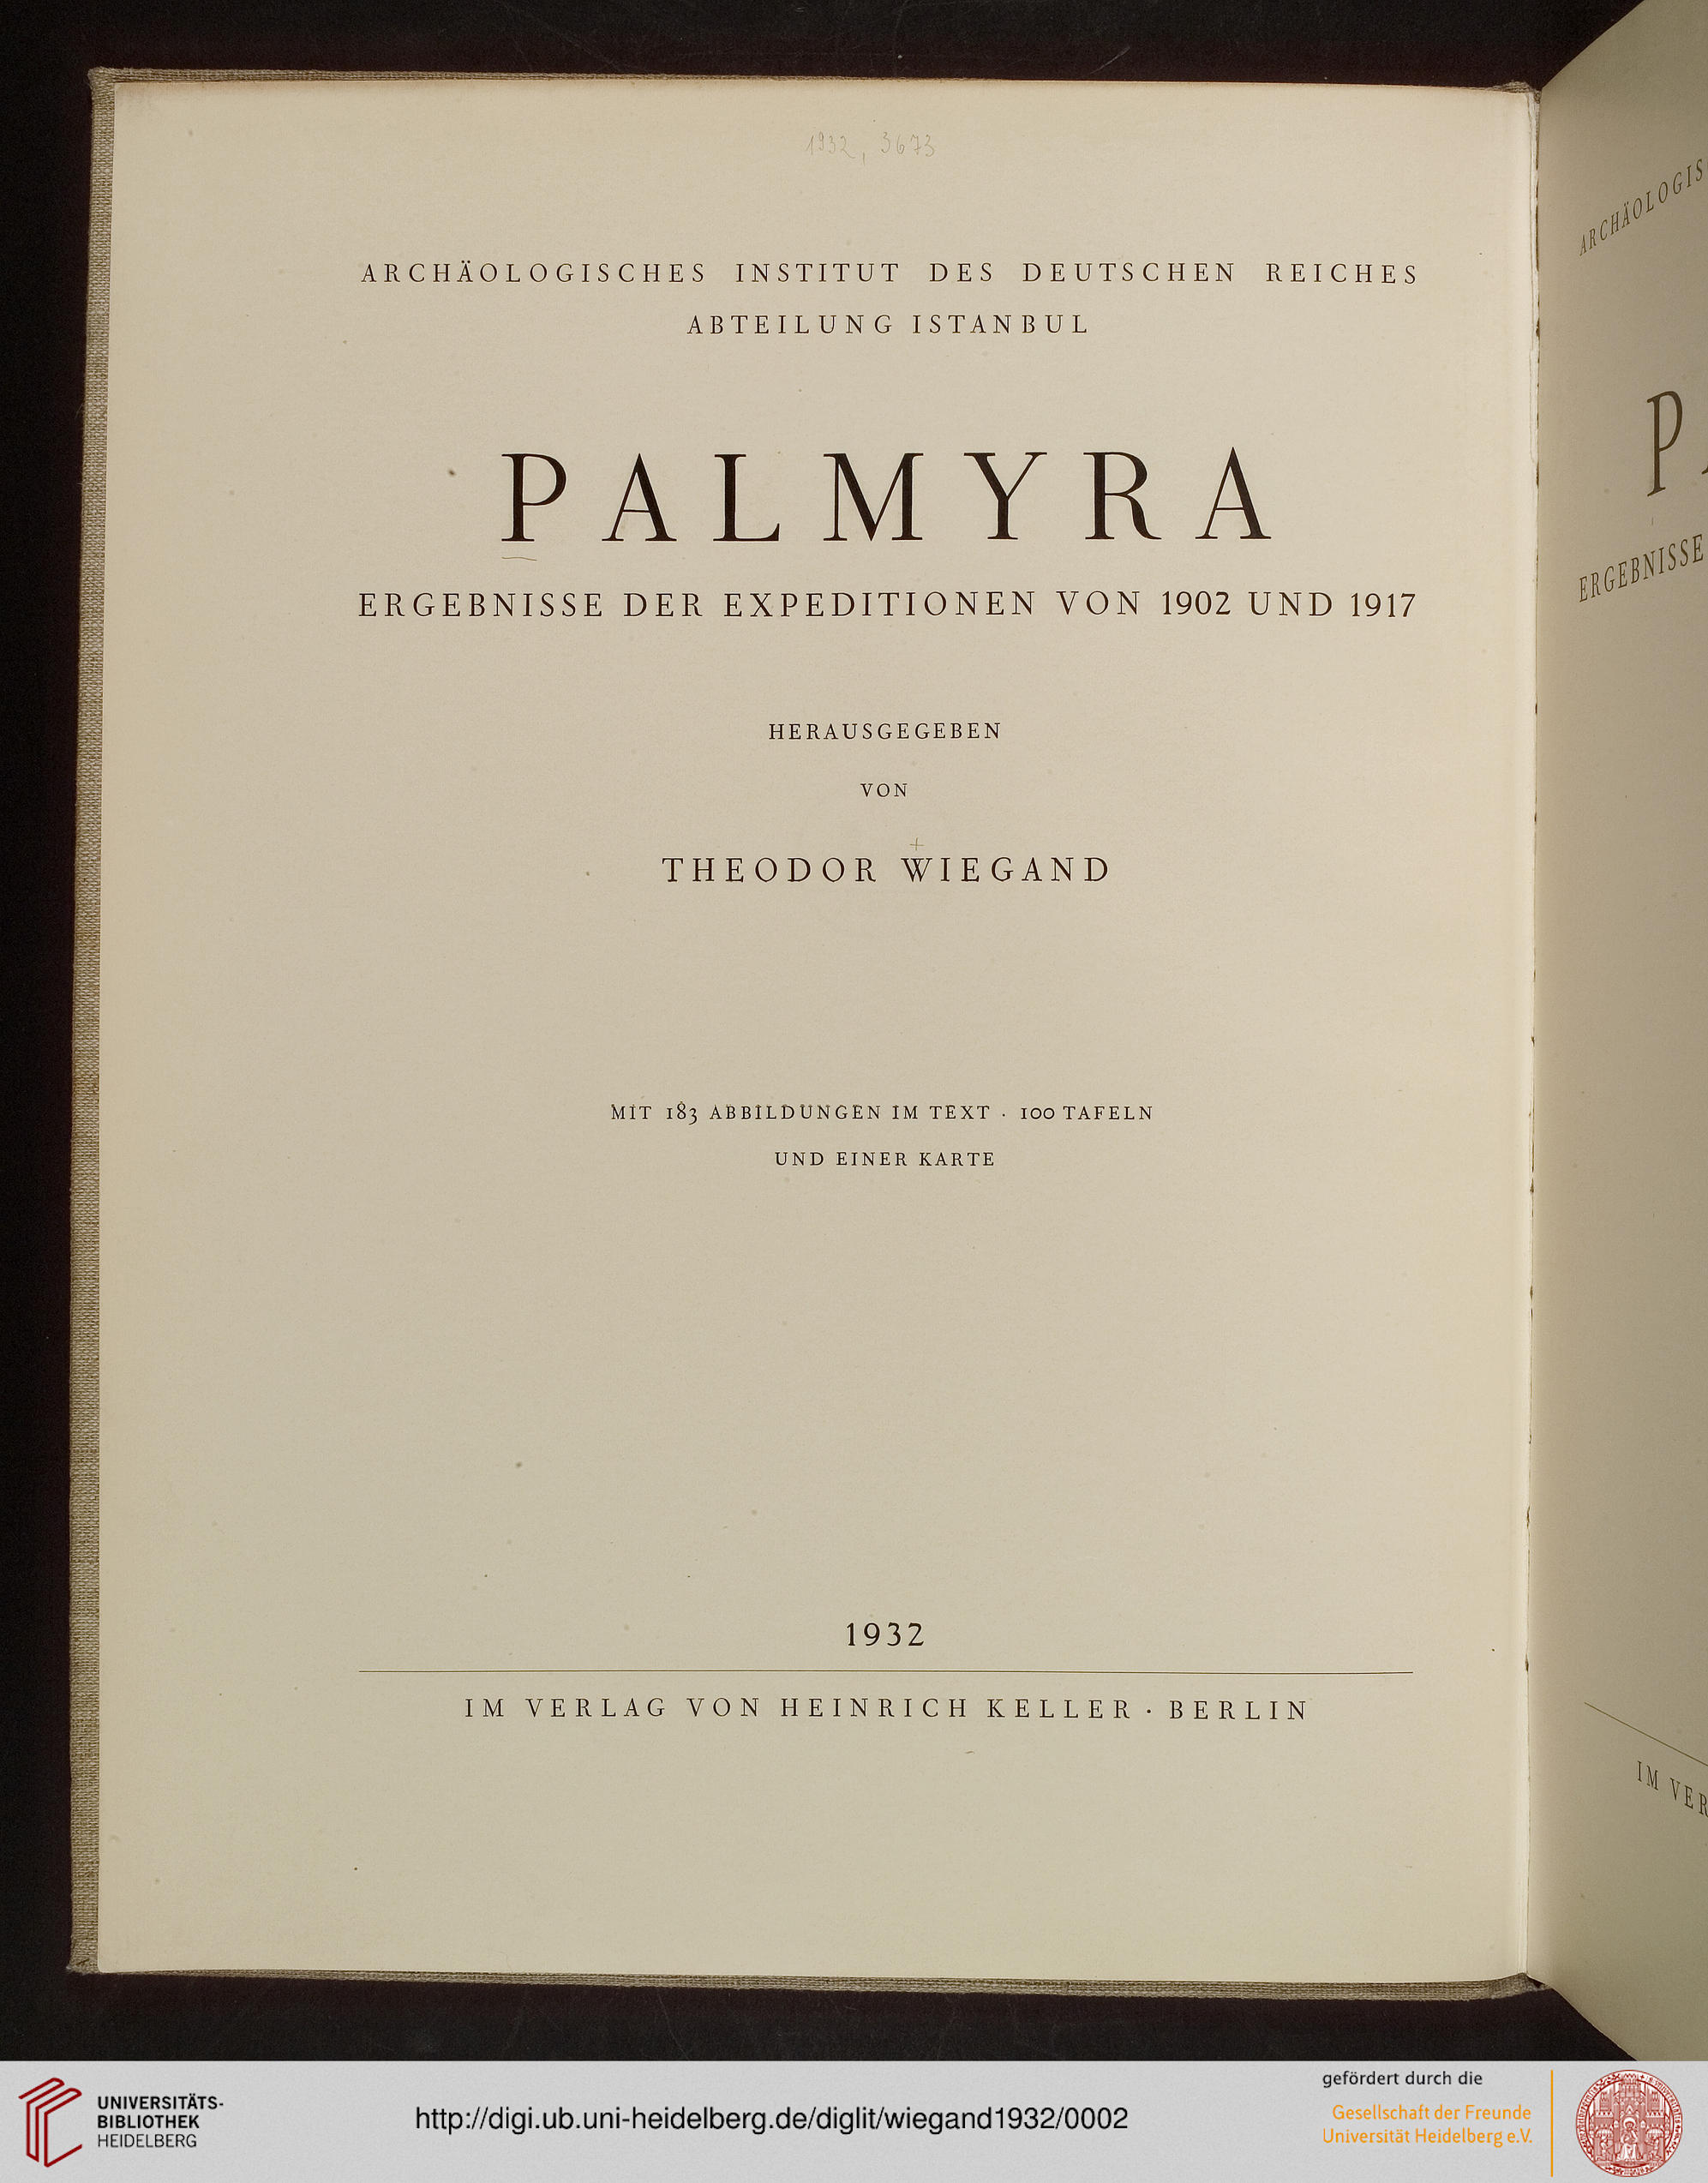 1932, 3673
ARCHÄOLOGISCHES INSTITUT DES DEUTSCHEN REICHES
ABTEILUNG ISTANBUL
PALMYRA
ERGEBNISSE DER EXPEDITIONEN VON 1902 UND 1917
HERAUSGEGEBEN
VON
THEODOR WIEGAND
MIT 183 ABBILDUNGEN IM TEXT · 100 TAFELN
UND EINER KARTE
1932
IM VERLAG VON HEINRICH KELLER · BERLIN
ARCHÄOLOGIS
P
ERGEBNISSE
IM VER
UNIVERSITÄTS-
BIBLIOTHEK
HEIDELBERG
http://digi.ub.uni-heidelberg.de/diglit/wiegand1932/0002
gefördert durch die
Gesellschaft der Freunde
Universität Heidelberg e.V.